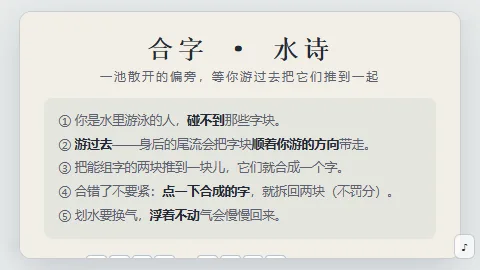 合字 • 水诗
一池散开的偏旁，等你游过去把它们推到一起
① 你是水里游泳的人，碰不到那些字块。
② 游过去——身后的尾流会把字块顺着你游的方向带走。
③ 把能组字的两块推到一块儿，它们就合成一个字。
④ 合错了不要紧：点一下合成的字，就拆回两块（不罚分）。
⑤ 划水要换气，浮着不动气会慢慢回来。
♪